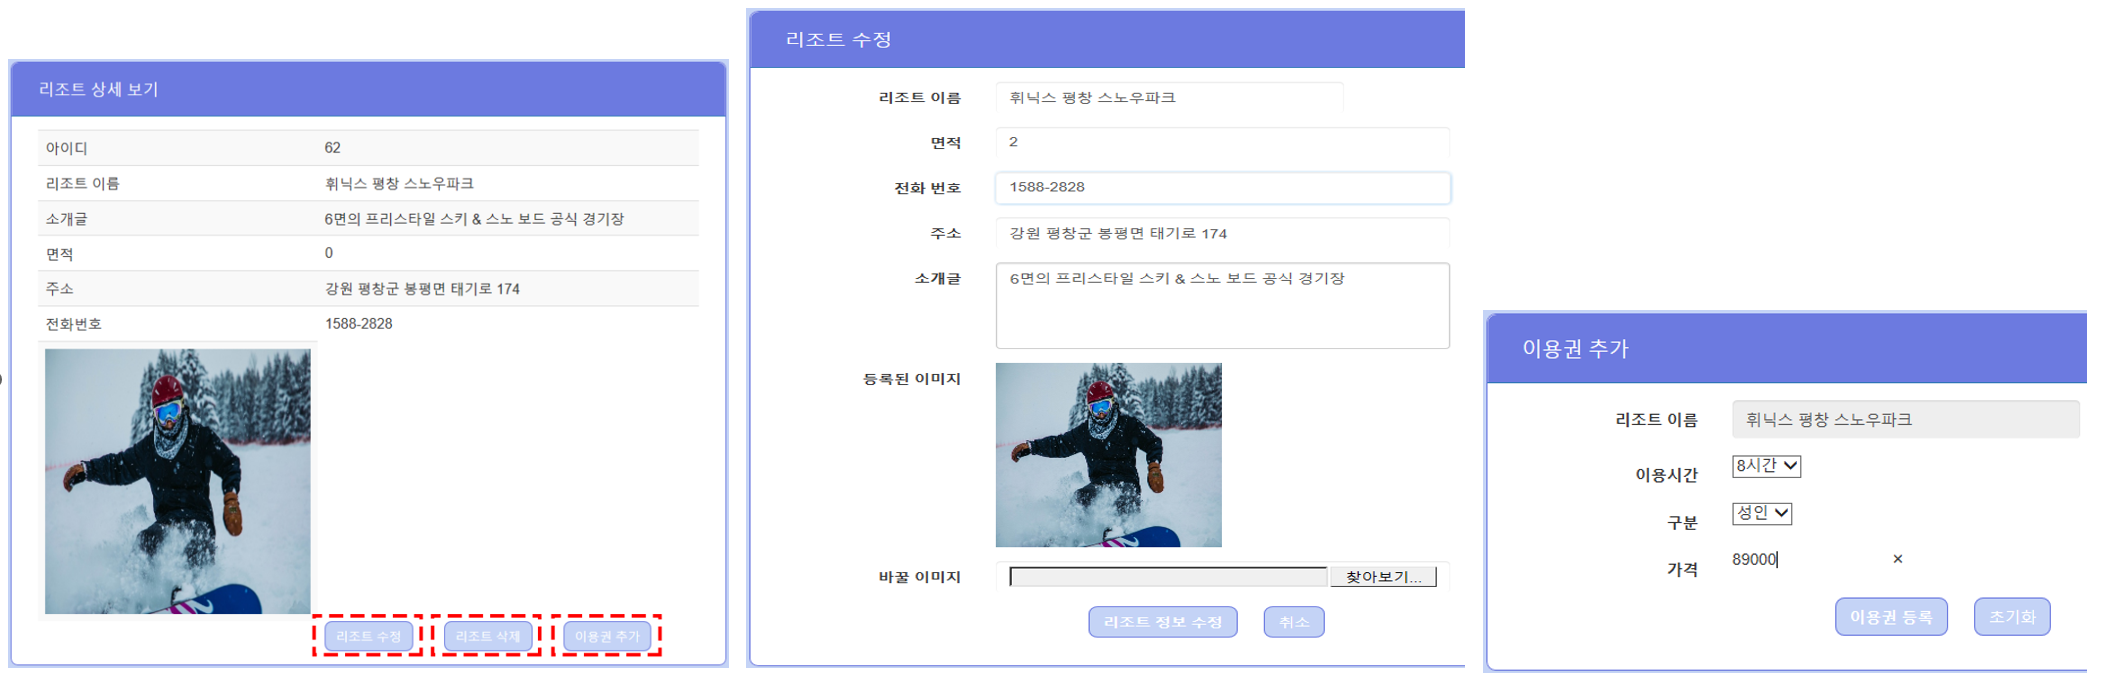 리조트 상세 보기
아이디 62
리조트 이름 휘닉스 평창 스노우파크
소개글 6면의 프리스타일 스키 & 스노 보드 공식 경기장
면적 0
주소 강원 평창군 봉평면 태기로 174
전화번호 1588-2828
리조트 수정 리조트 삭제 이용권 추가
리조트 수정
리조트 이름 휘닉스 평창 스노우파크
면적 2
전화 번호 1588-2828
주소 강원 평창군 봉평면 태기로 174
소개글 6면의 프리스타일 스키 & 스노 보드 공식 경기장
등록된 이미지
바꿀 이미지 찾아보기...
리조트 정보 수정 취소
이용권 추가
리조트 이름 휘닉스 평창 스노우파크
이용시간 8시간
구분 성인
가격 89000 ×
이용권 등록 초기화